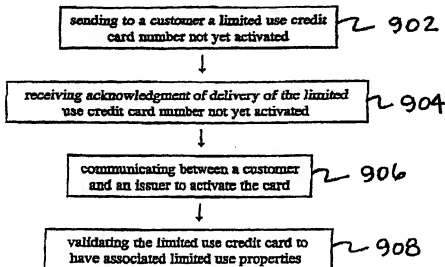 sending to a customer a limited use credit
card number not yet activated
902
receiving acknowledgment of delivery of the limited
use credit card number not yet activated
904
communicating between a customer
and an issuer to activate the card
906
validating the limited use credit card to
have associated limited use properties
908